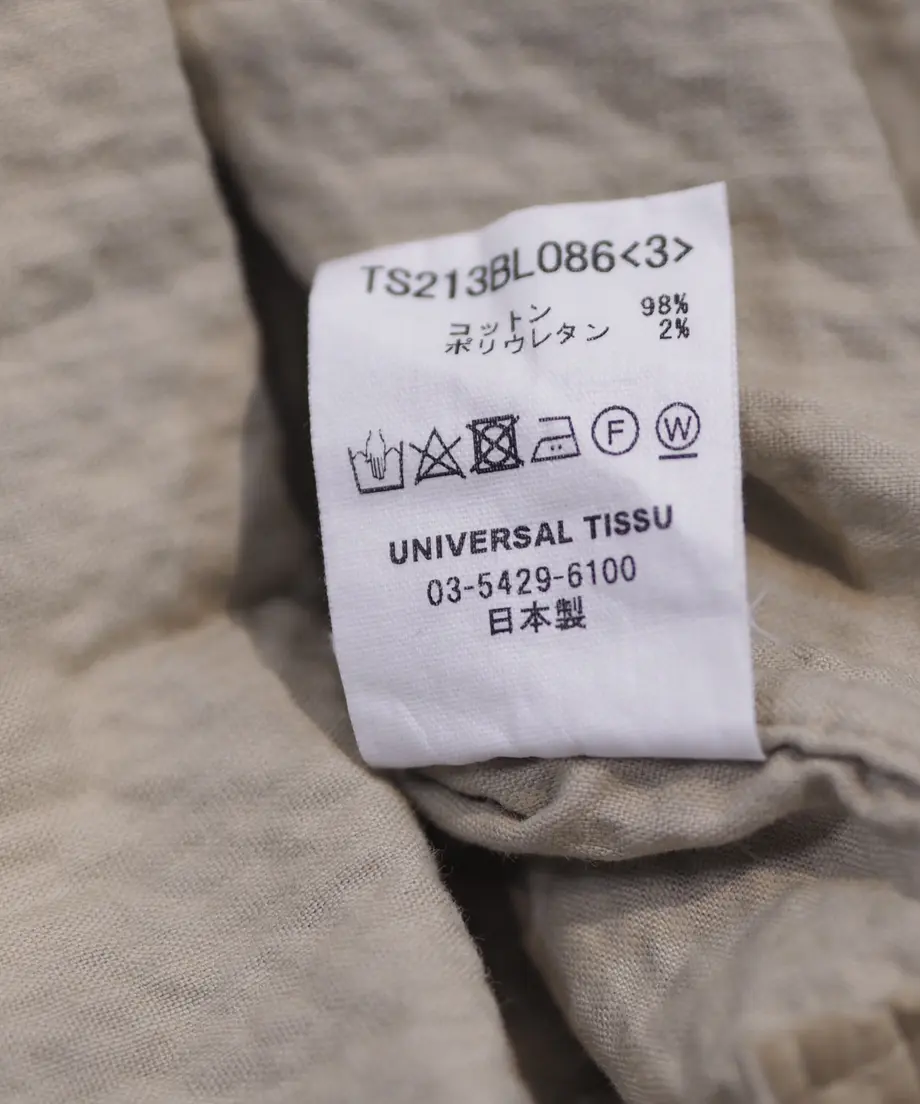 TS213BL086<3>
コットン 98%
ポリウレタン 2%
F W
UNIVERSAL TISSU
03-5429-6100
日本製